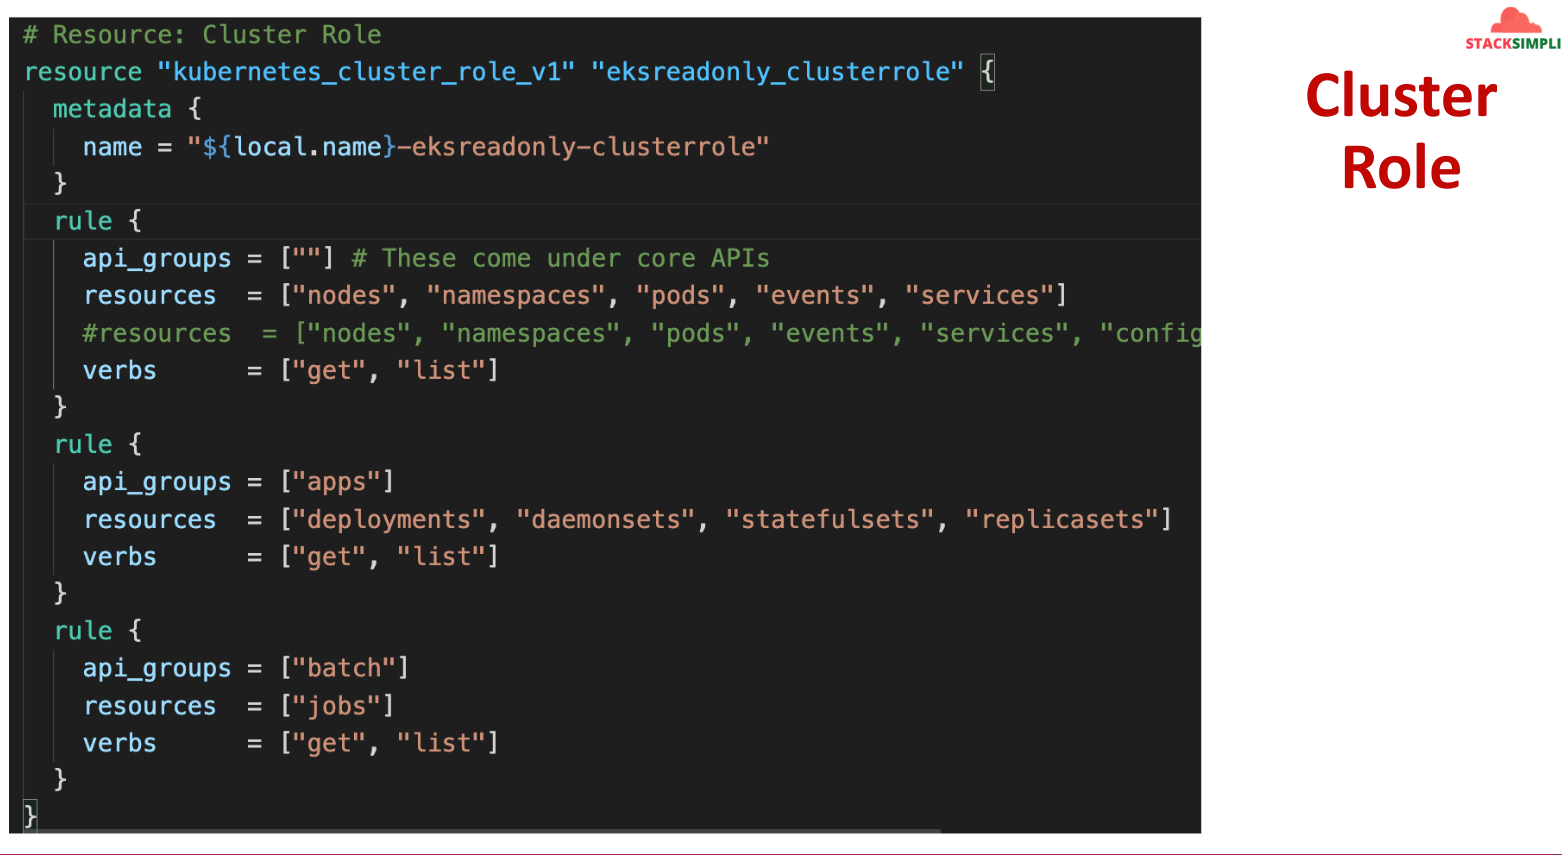 # Resource: Cluster Role
resource "kubernetes_cluster_role_v1" "eksreadonly_clusterrole" {
  metadata {
    name = "${local.name}-eksreadonly-clusterrole"
  }
  rule {
    api_groups = [""] # These come under core APIs
    resources  = ["nodes", "namespaces", "pods", "events", "services"]
    #resources  = ["nodes", "namespaces", "pods", "events", "services", "config
    verbs      = ["get", "list"]
  }
  rule {
    api_groups = ["apps"]
    resources  = ["deployments", "daemonsets", "statefulsets", "replicasets"]
    verbs      = ["get", "list"]
  }
  rule {
    api_groups = ["batch"]
    resources  = ["jobs"]
    verbs      = ["get", "list"]
  }
}
STACKSIMPLI
Cluster
Role